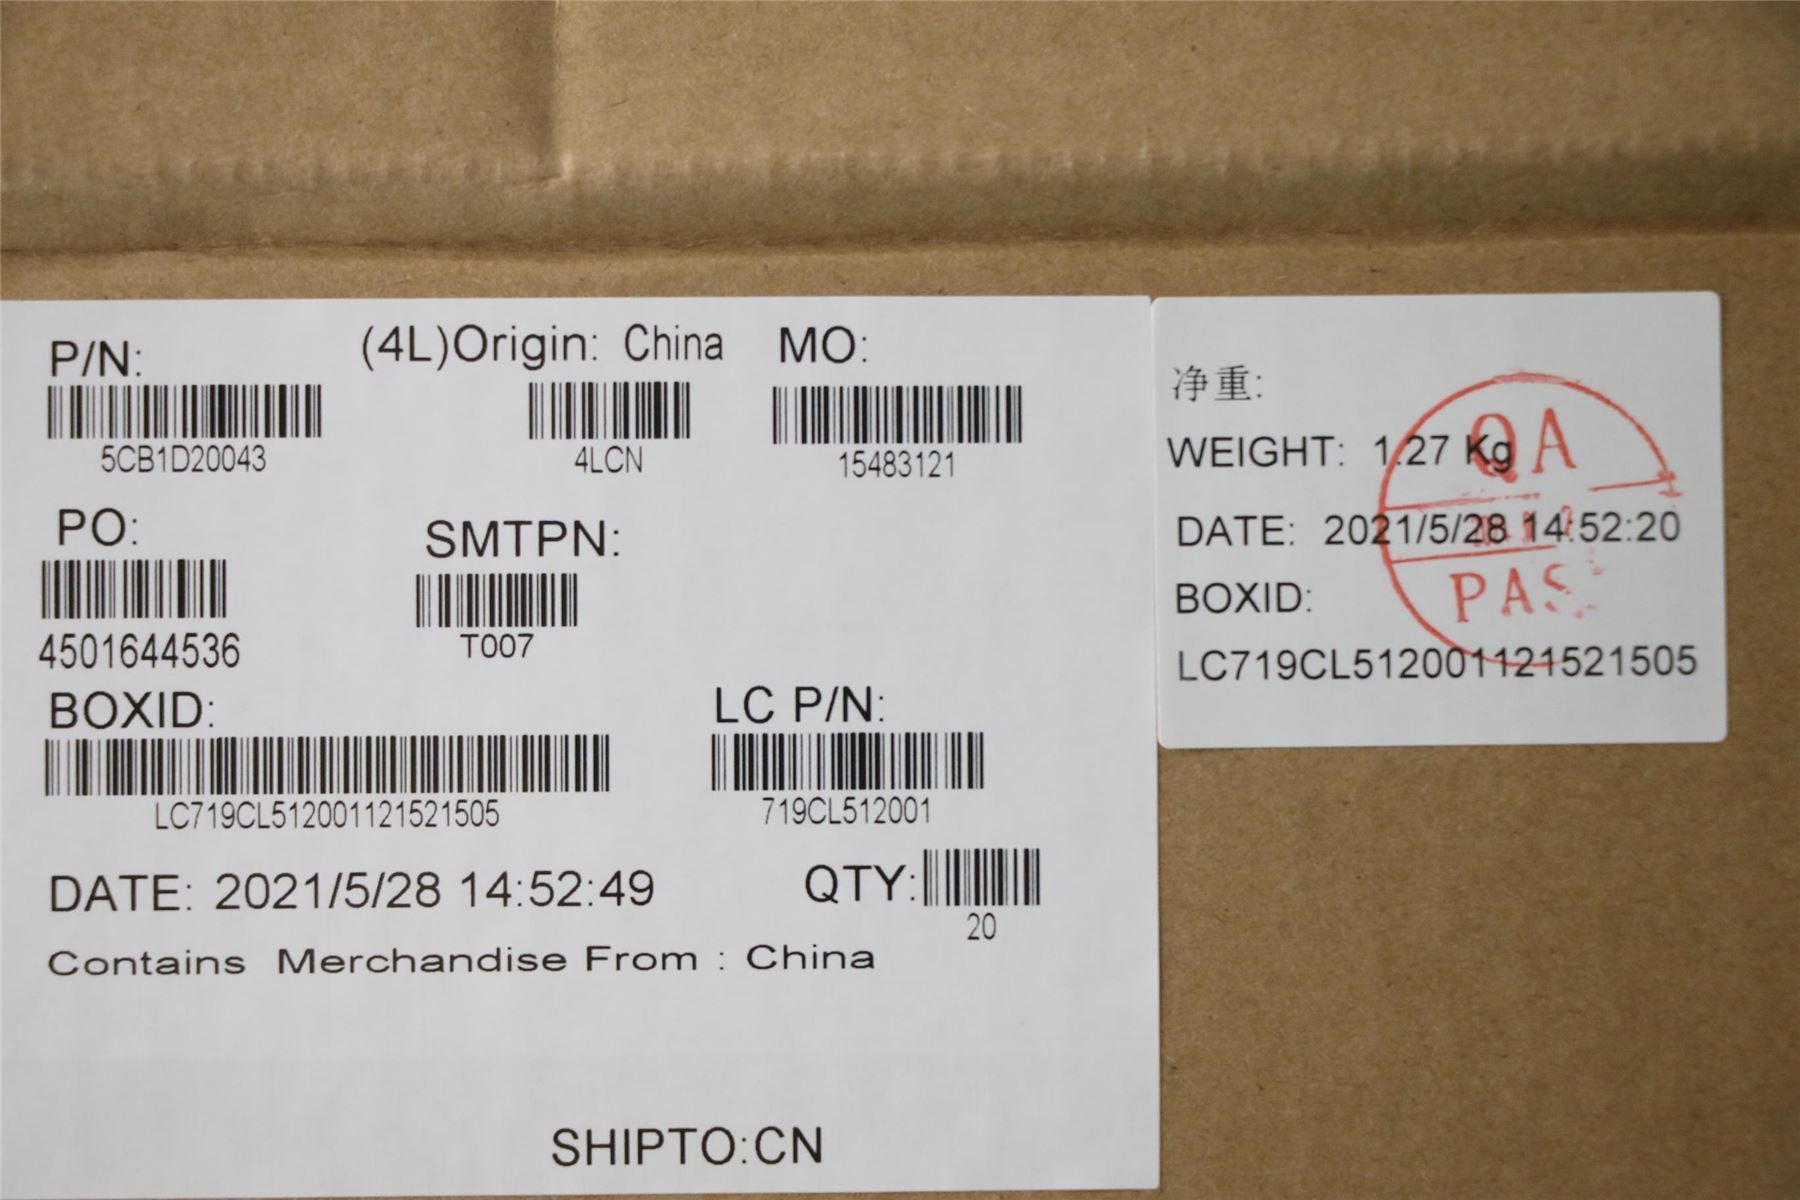 P/N:
(4L)Origin: China
MO:
5CB1D20043
4LCN
15483121
PO:
SMTPN:
4501644536
T007
BOXID:
LC P/N:
LC719CL512001121521505
719CL512001
DATE: 2021/5/28 14:52:49
QTY:
20
Contains Merchandise From : China
SHIPTO:CN
净重:
WEIGHT: 1.27 Kg
DATE: 2021/5/28 14:52:20
BOXID:
LC719CL512001121521505
QA
PAS